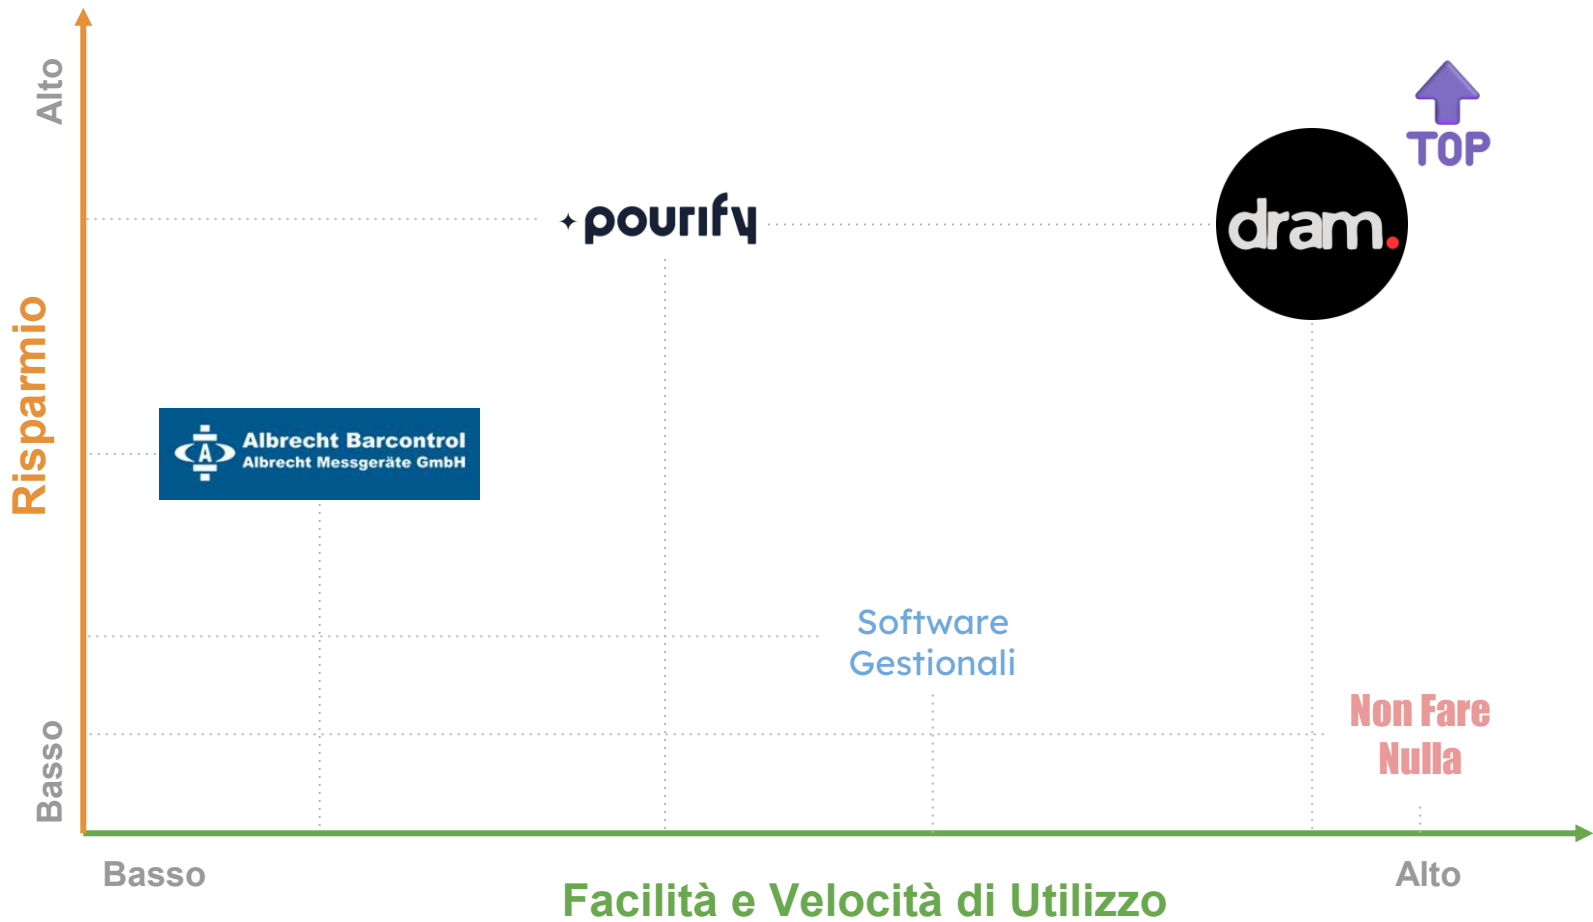 Alto
TOP
pourify
dram.
Risparmio
Albrecht Barcontrol
Albrecht Messgeräte GmbH
A
Software
Gestionali
Non Fare
Nulla
Basso
Basso
Alto
Facilità e Velocità di Utilizzo